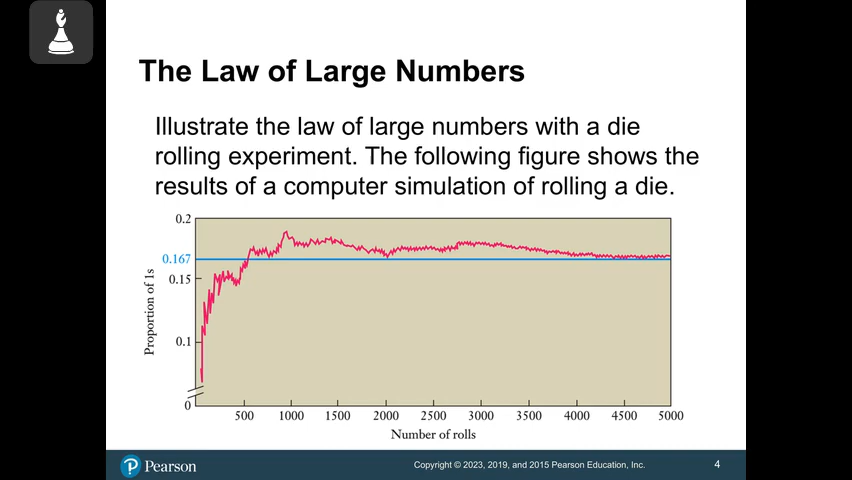 The Law of Large Numbers
Illustrate the law of large numbers with a die
rolling experiment. The following figure shows the
results of a computer simulation of rolling a die.
0.2
0.167
0.15
0.1
0
Proportion of 1s
500 1000 1500 2000 2500 3000 3500 4000 4500 5000
Number of rolls
Pearson
Copyright © 2023, 2019, and 2015 Pearson Education, Inc.
4